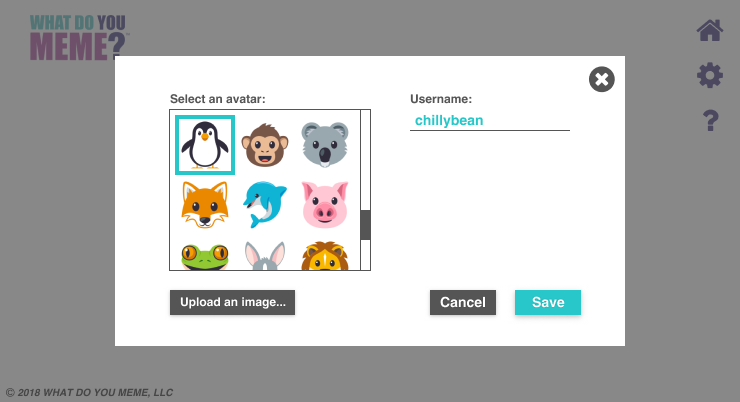 WHAT DO YOU
MEME?
Select an avatar:
Username:
chillybean
Upload an image...
Cancel
Save
© 2018 WHAT DO YOU MEME, LLC